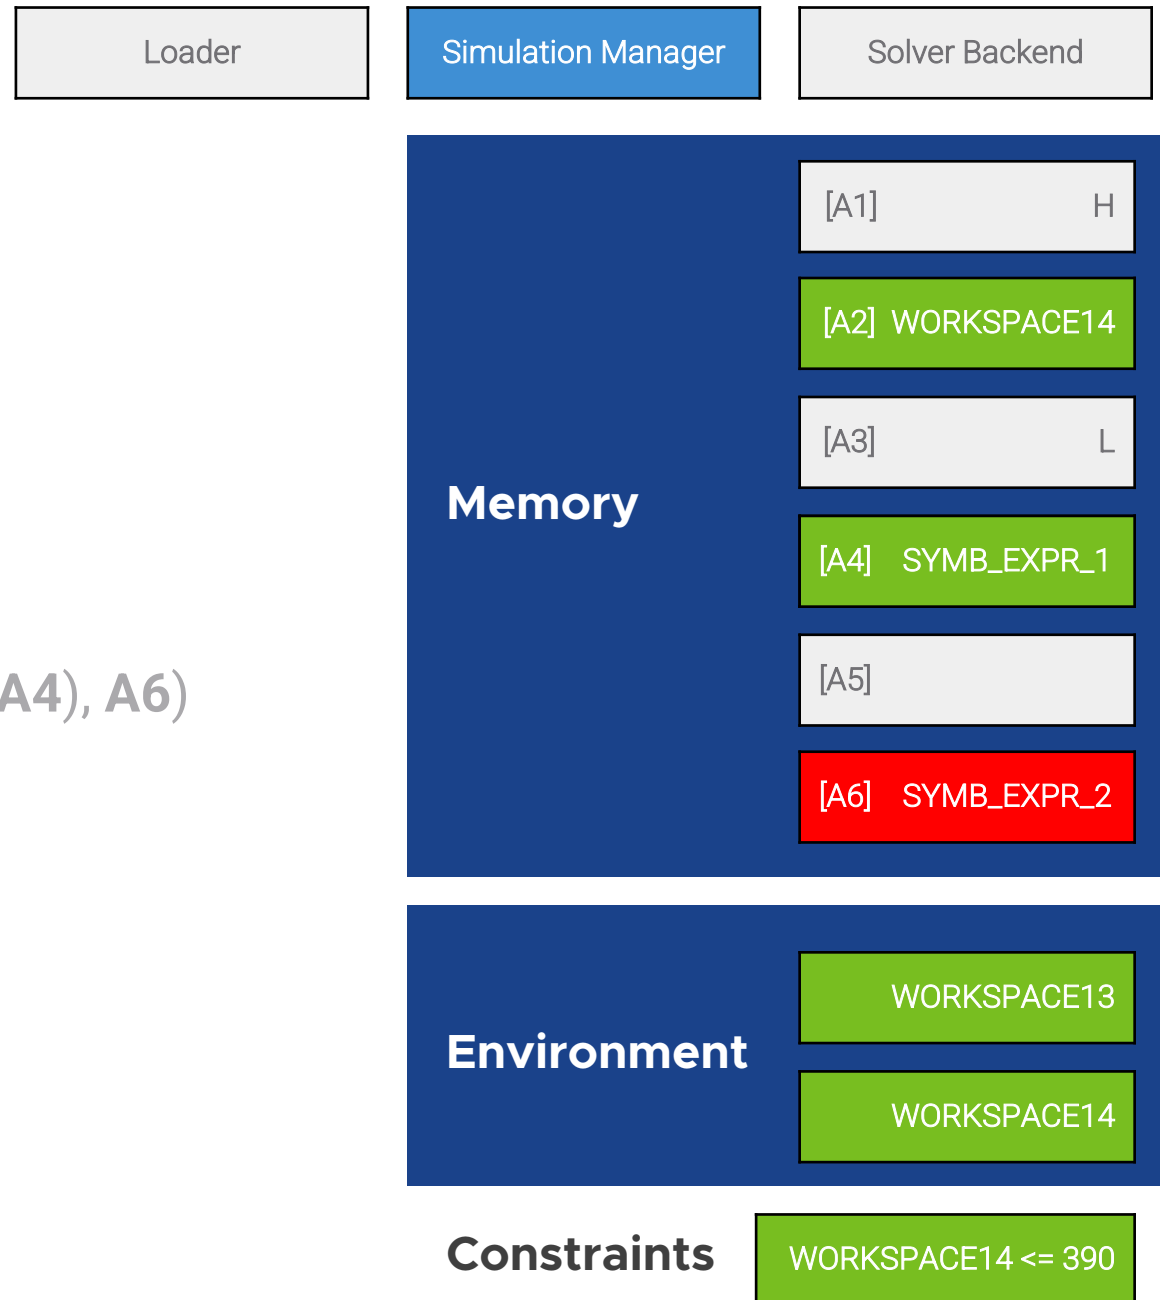 Loader
Simulation Manager
Solver Backend
[A1] H
[A2] WORKSPACE14
[A3] L
Memory
[A4] SYMB_EXPR_1
A4), A6)
[A5]
[A6] SYMB_EXPR_2
WORKSPACE13
Environment
WORKSPACE14
Constraints
WORKSPACE14 <= 390